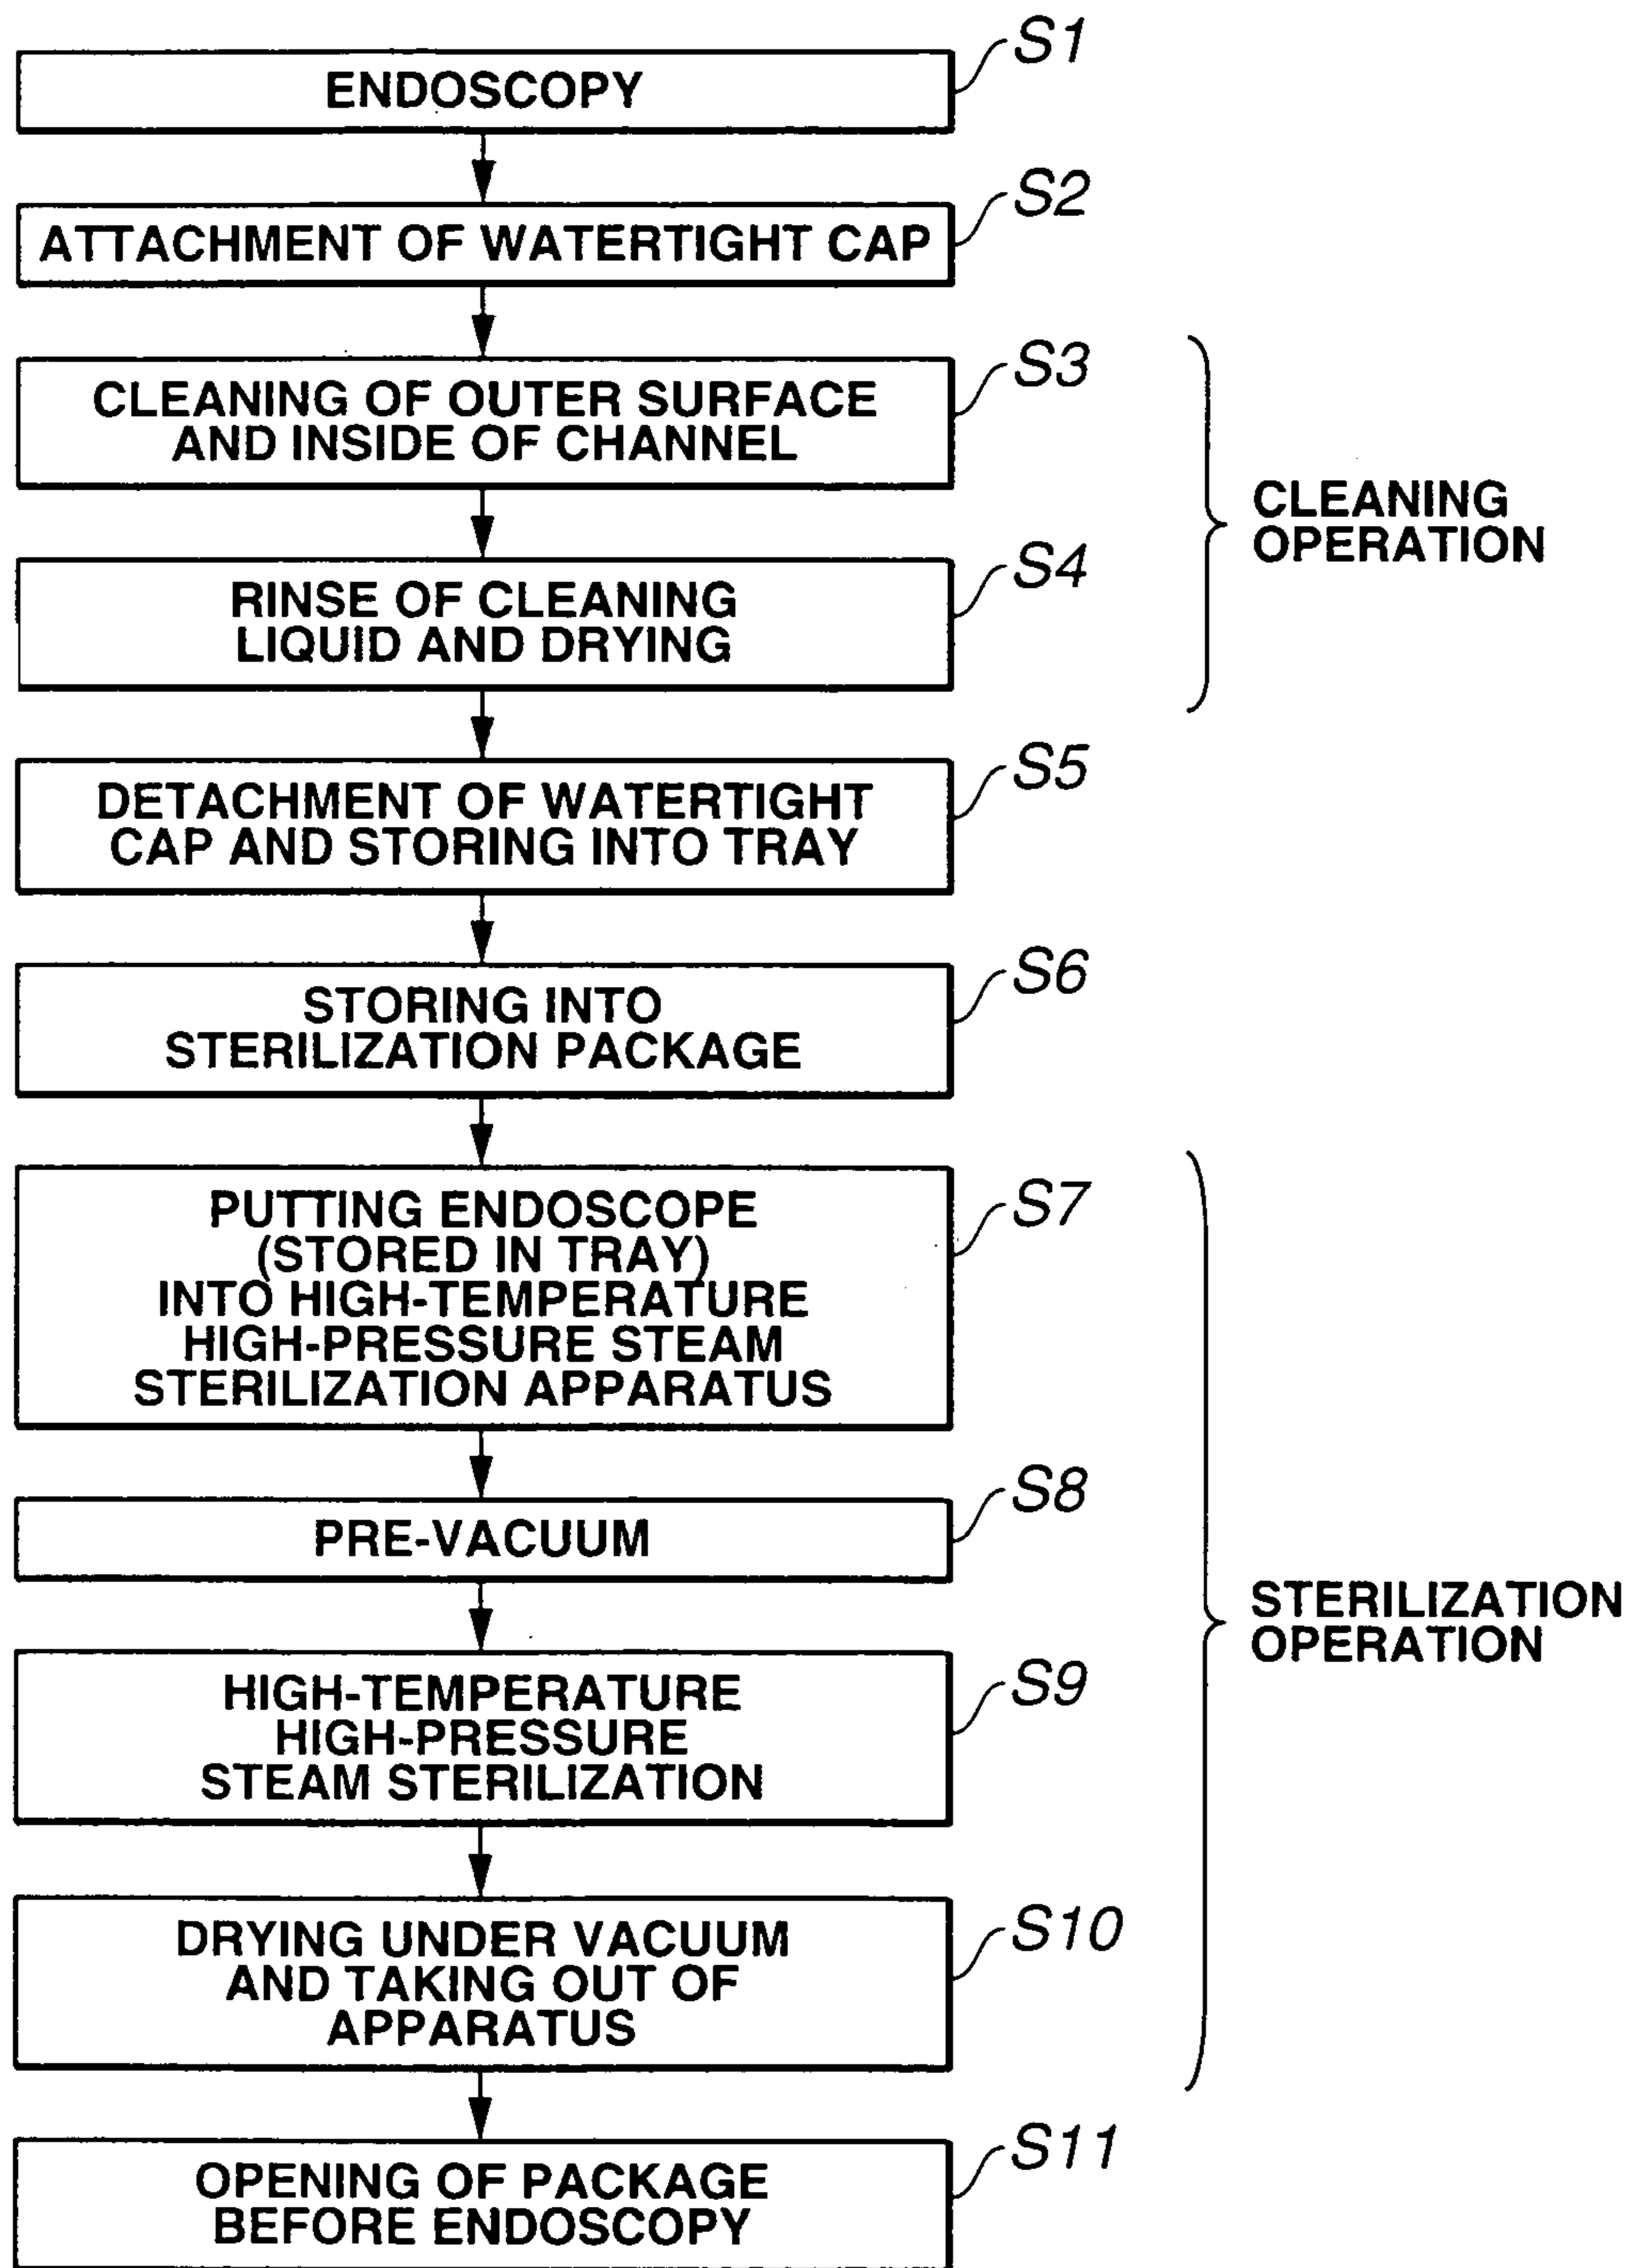 S1
ENDOSCOPY
S2
ATTACHMENT OF WATERTIGHT CAP
S3
CLEANING OF OUTER SURFACE
AND INSIDE OF CHANNEL
CLEANING
OPERATION
S4
RINSE OF CLEANING
LIQUID AND DRYING
S5
DETACHMENT OF WATERTIGHT
CAP AND STORING INTO TRAY
S6
STORING INTO
STERILIZATION PACKAGE
S7
PUTTING ENDOSCOPE
(STORED IN TRAY)
INTO HIGH-TEMPERATURE
HIGH-PRESSURE STEAM
STERILIZATION APPARATUS
S8
PRE-VACUUM
STERILIZATION
OPERATION
S9
HIGH-TEMPERATURE
HIGH-PRESSURE
STEAM STERILIZATION
S10
DRYING UNDER VACUUM
AND TAKING OUT OF
APPARATUS
S11
OPENING OF PACKAGE
BEFORE ENDOSCOPY